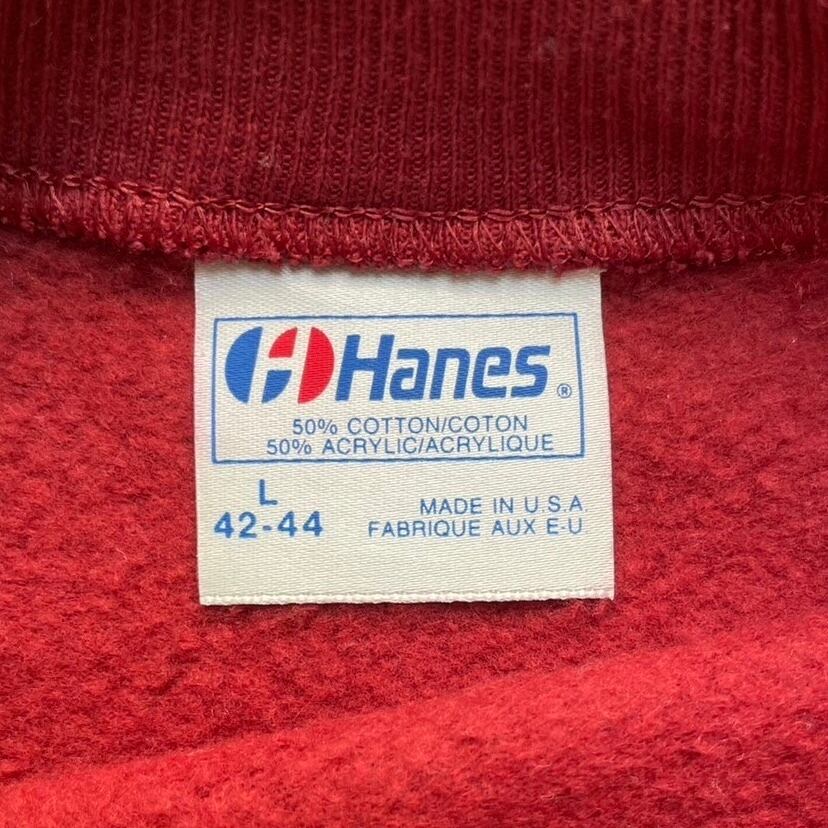 Hanes®
50% COTTON/COTON
50% ACRYLIC/ACRYLIQUE
L
42-44
MADE IN U.S.A.
FABRIQUE AUX E-U